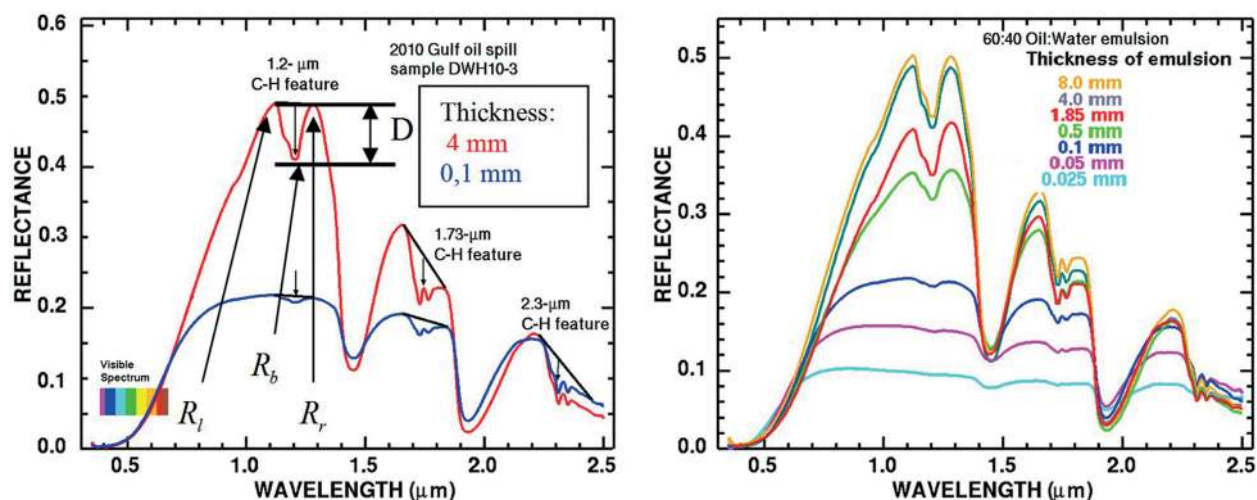 0.6
0.5
0.4
0.3
0.2
0.1
0.0
REFLECTANCE
2010 Gulf oil spill
sample DWH10-3
1.2- μm
C-H feature
D
Thickness:
4 mm
0,1 mm
1.73-μm
C-H feature
2.3-μm
C-H feature
Visible
Spectrum
R_l
R_b
R_r
0.5 1.0 1.5 2.0 2.5
WAVELENGTH (μm)
0.5
0.4
0.3
0.2
0.1
0.0
REFLECTANCE
60:40 Oil:Water emulsion
Thickness of emulsion
8.0 mm
4.0 mm
1.85 mm
0.5 mm
0.1 mm
0.05 mm
0.025 mm
0.5 1.0 1.5 2.0 2.5
WAVELENGTH (μm)